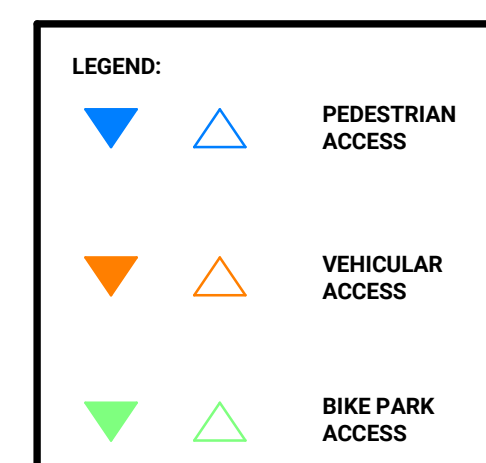 LEGEND:
PEDESTRIAN
ACCESS
VEHICULAR
ACCESS
BIKE PARK
ACCESS